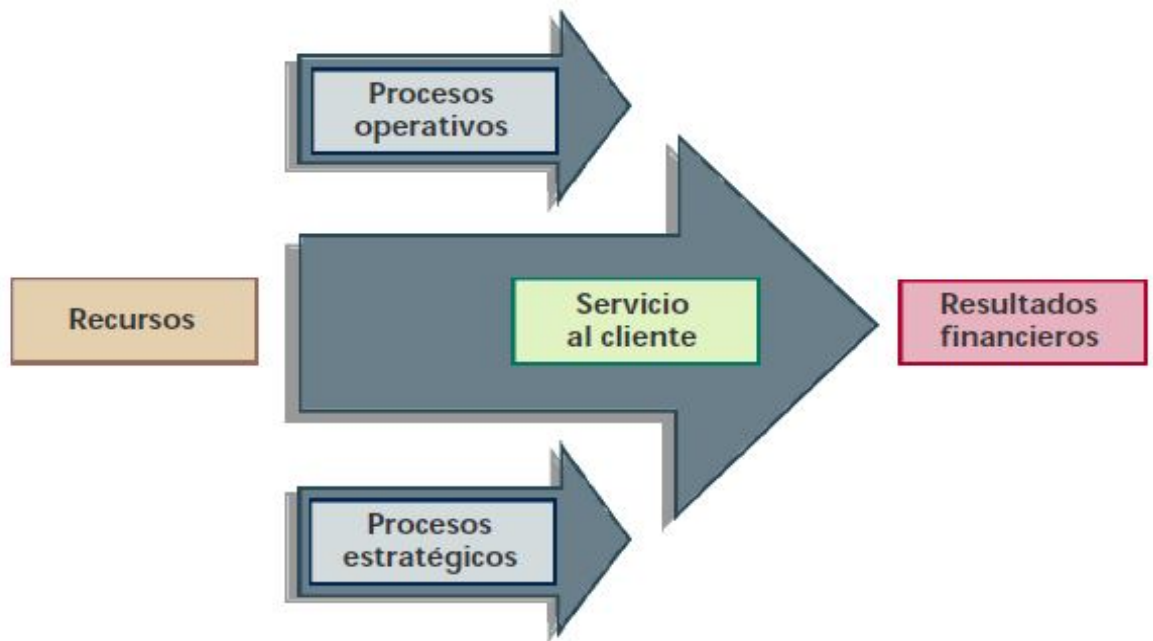 Procesos
operativos
Recursos
Servicio
al cliente
Resultados
financieros
Procesos
estratégicos